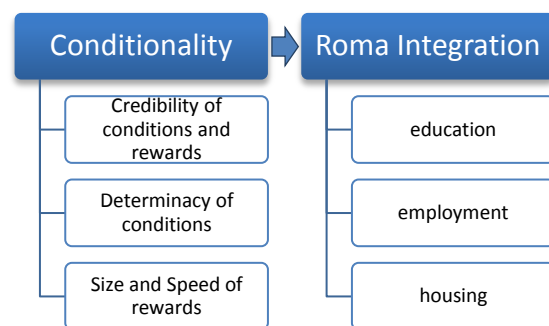 Conditionality
Credibility of
conditions and
rewards
Determinacy of
conditions
Size and Speed of
rewards
Roma Integration
education
employment
housing